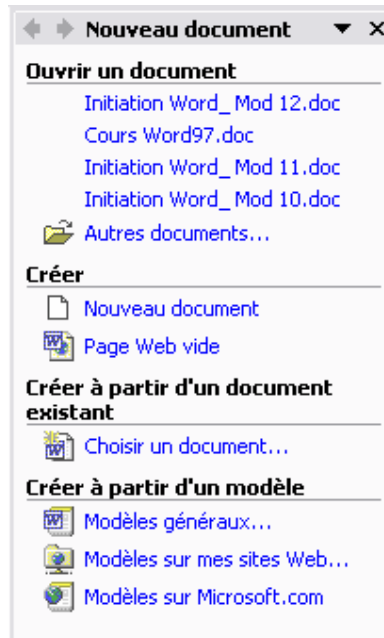 Nouveau document
Ouvrir un document
Initiation Word_ Mod 12.doc
Cours Word97.doc
Initiation Word_ Mod 11.doc
Initiation Word_ Mod 10.doc
Autres documents...
Créer
Nouveau document
Page Web vide
Créer à partir d'un document
existant
Choisir un document...
Créer à partir d'un modèle
Modèles généraux...
Modèles sur mes sites Web...
Modèles sur Microsoft.com